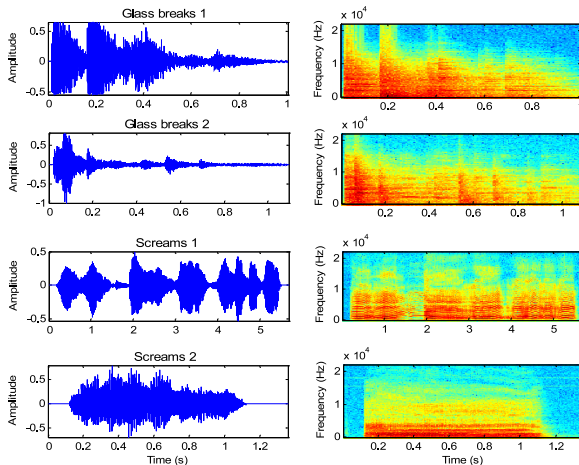 Glass breaks 1
Amplitude
0,5
0
-0,5
0 0.2 0.4 0.6 0.8 1
x 10^4
Frequency (Hz)
2
1
0
0.2 0.4 0.6 0.8
Glass breaks 2
Amplitude
0.5
0
-0.5
-1
0 0.2 0.4 0.6 0.8 1
x 10^4
Frequency (Hz)
2
1
0
0.2 0.4 0.6 0.8 1
Screams 1
Amplitude
0,5
0
-0,5
0 1 2 3 4 5
x 10^4
Frequency (Hz)
2
1
0
1 2 3 4 5
Screams 2
Amplitude
0.5
0
-0.5
0 0.2 0.4 0.6 0.8 1 1.2
Time (s)
x 10^4
Frequency (Hz)
2
1
0
0.2 0.4 0.6 0.8 1 1.2
Time (s)